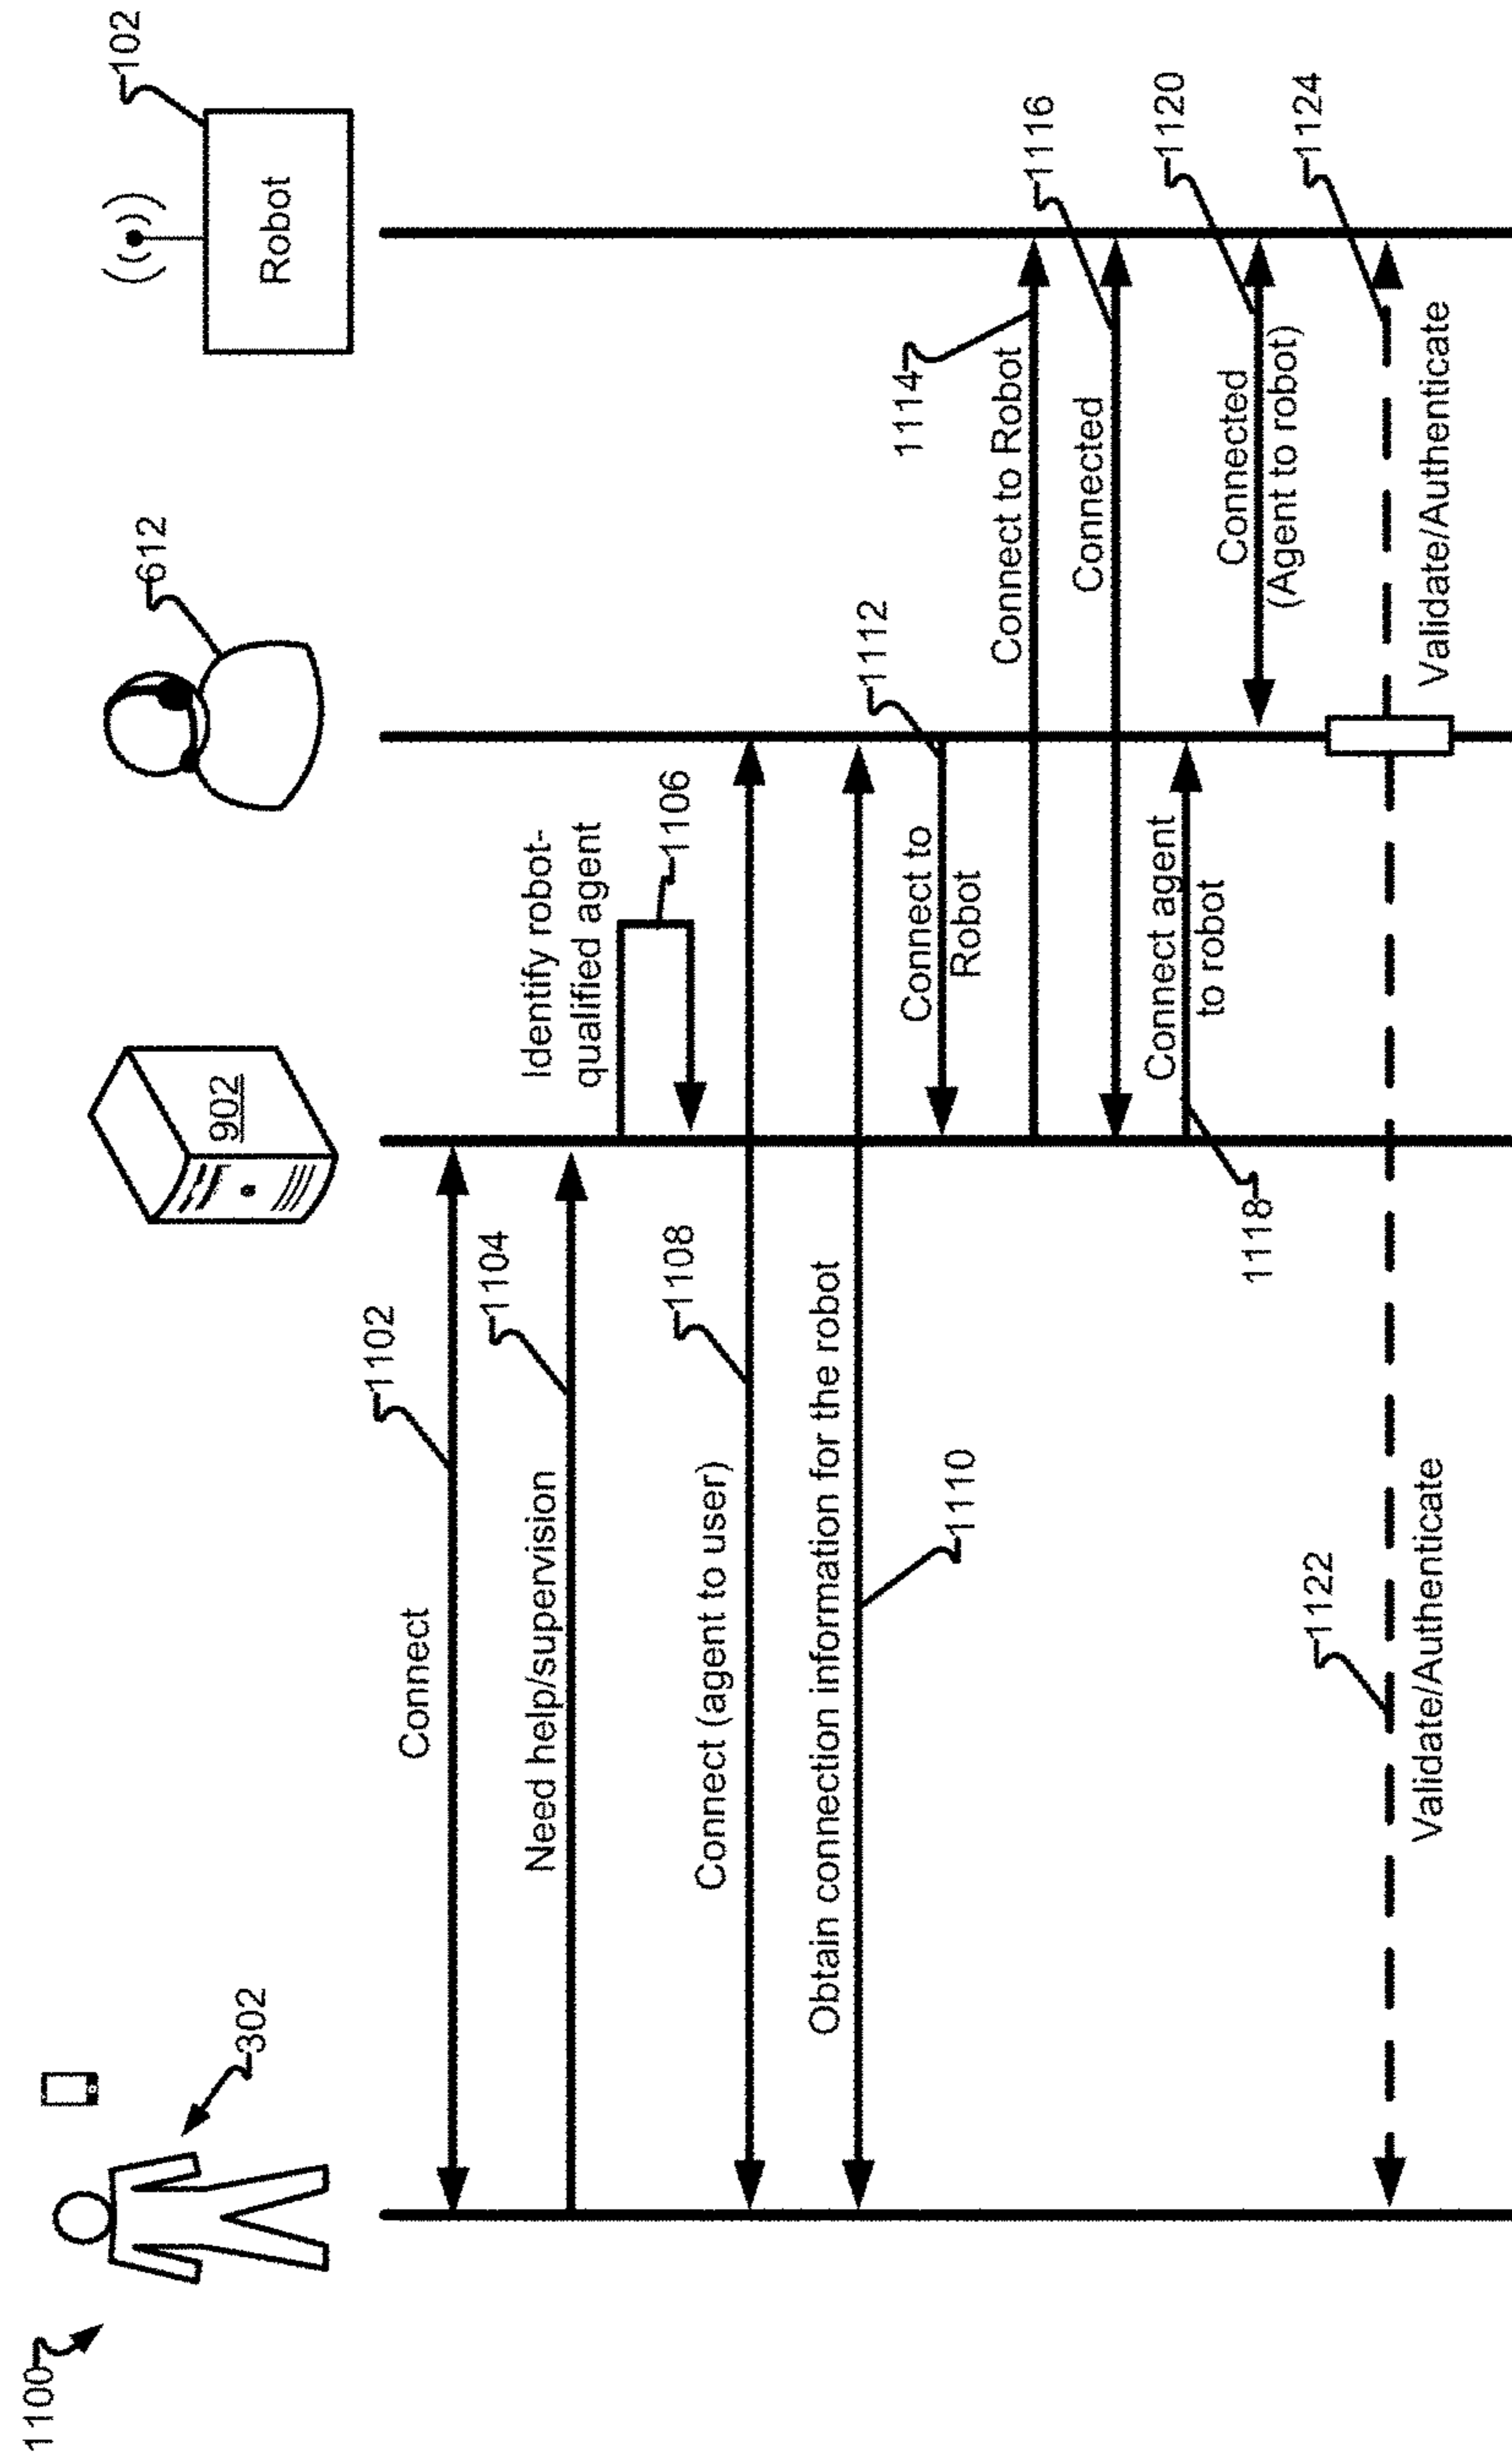 1100
302
902
612
102
Robot
Connect
1102
Need help/supervision
1104
Identify robot-
qualified agent
1106
Connect (agent to user)
1108
Obtain connection information for the robot
1110
Connect to
Robot
1112
Connect to Robot
1114
Connected
1116
Connect agent
to robot
1118
Connected
(Agent to robot)
1120
Validate/Authenticate
1122
Validate/Authenticate
1124